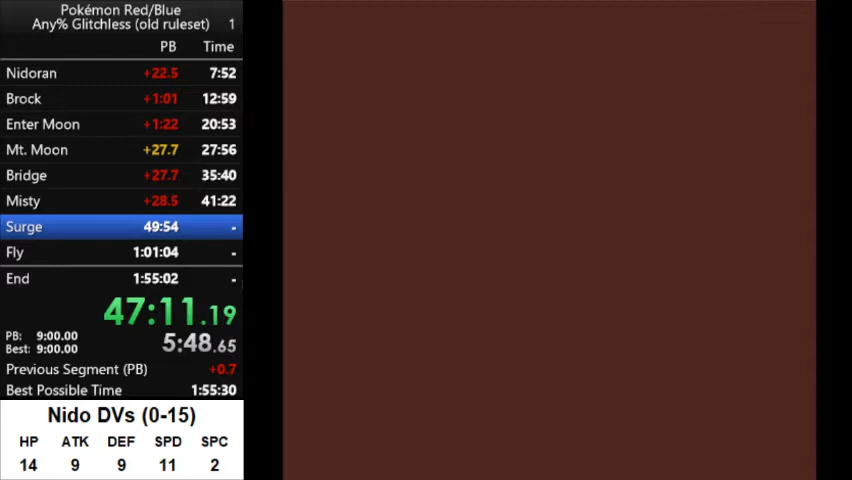 Pokémon Red/Blue
Any% Glitchless (old ruleset) 1
PB Time
Nidoran +22.5 7:52
Brock +1:01 12:59
Enter Moon +1:22 20:53
Mt. Moon +27.7 27:56
Bridge +27.7 35:40
Misty +28.5 41:22
Surge 49:54 -
Fly 1:01:04 -
End 1:55:02 -
47:11.19
PB: 9:00.00
Best: 9:00.00
5:48.65
Previous Segment (PB) +0.7
Best Possible Time 1:55:30
Nido DVs (0-15)
HP ATK DEF SPD SPC
14 9 9 11 2